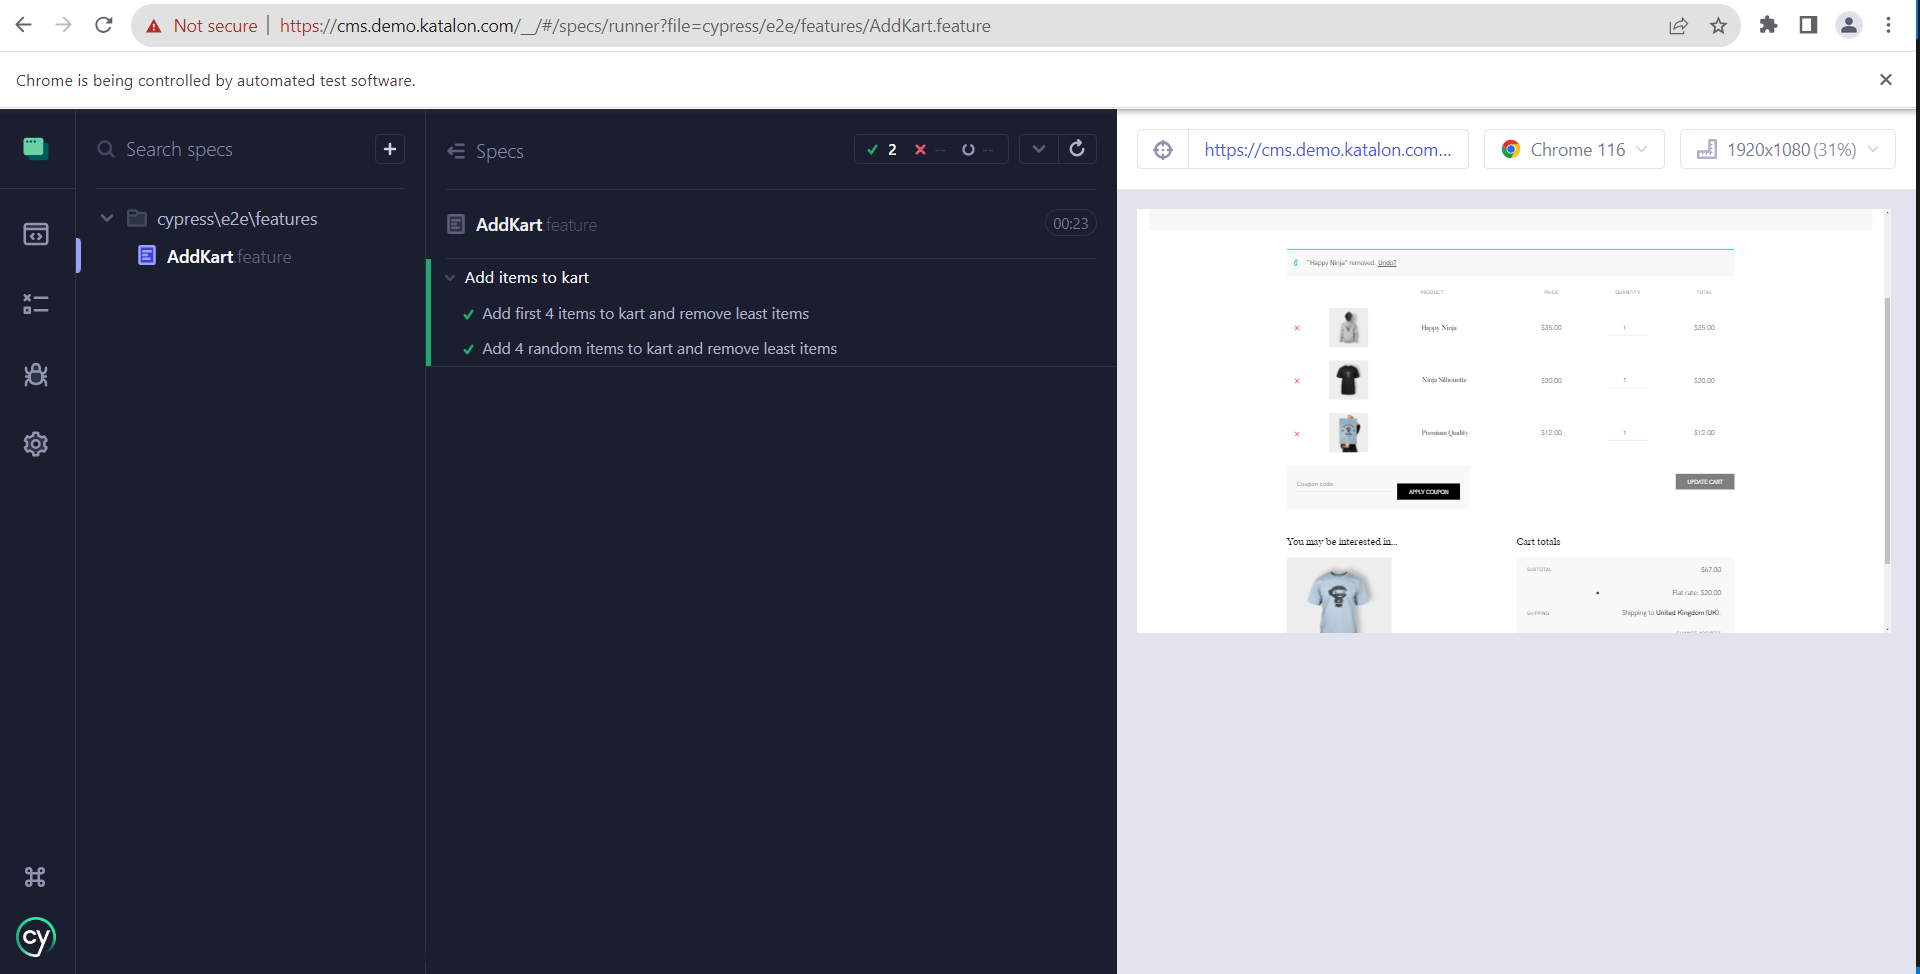 Not secure | https://cms.demo.katalon.com/__/#/specs/runner?file=cypress/e2e/features/AddKart.feature
Chrome is being controlled by automated test software.
Search specs
cypress\e2e\features
AddKart.feature
Specs
2 -- --
AddKart.feature 00:23
Add items to kart
Add first 4 items to kart and remove least items
Add 4 random items to kart and remove least items
cy
https://cms.demo.katalon.com... Chrome 116 1920x1080 (31%)
"Happy Ninja" removed. Undo?
PRODUCT PRICE QUANTITY TOTAL
Happy Ninja $35.00 1 $35.00
Ninja Silhouette $20.00 1 $20.00
Premium Quality $12.00 1 $12.00
Coupon code APPLY COUPON UPDATE CART
You may be interested in...
Cart totals
SUBTOTAL $67.00
Flat rate: $20.00
SHIPPING Shipping to United Kingdom (UK).
CHANGE ADDRESS